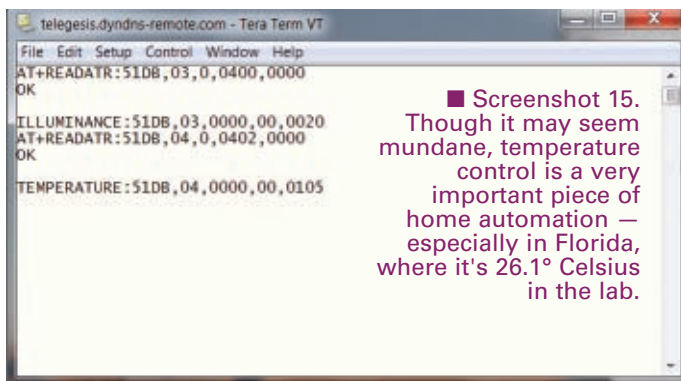 telegesis.dyndns-remote.com - Tera Term VT
File Edit Setup Control Window Help
AT+READATR:51DB,03,0,0400,0000
OK
ILLUMINANCE:51DB,03,0000,00,0020
AT+READATR:51DB,04,0,0402,0000
OK
TEMPERATURE:51DB,04,0000,00,0105
■ Screenshot 15.
Though it may seem
mundane, temperature
control is a very
important piece of
home automation —
especially in Florida,
where it's 26.1° Celsius
in the lab.